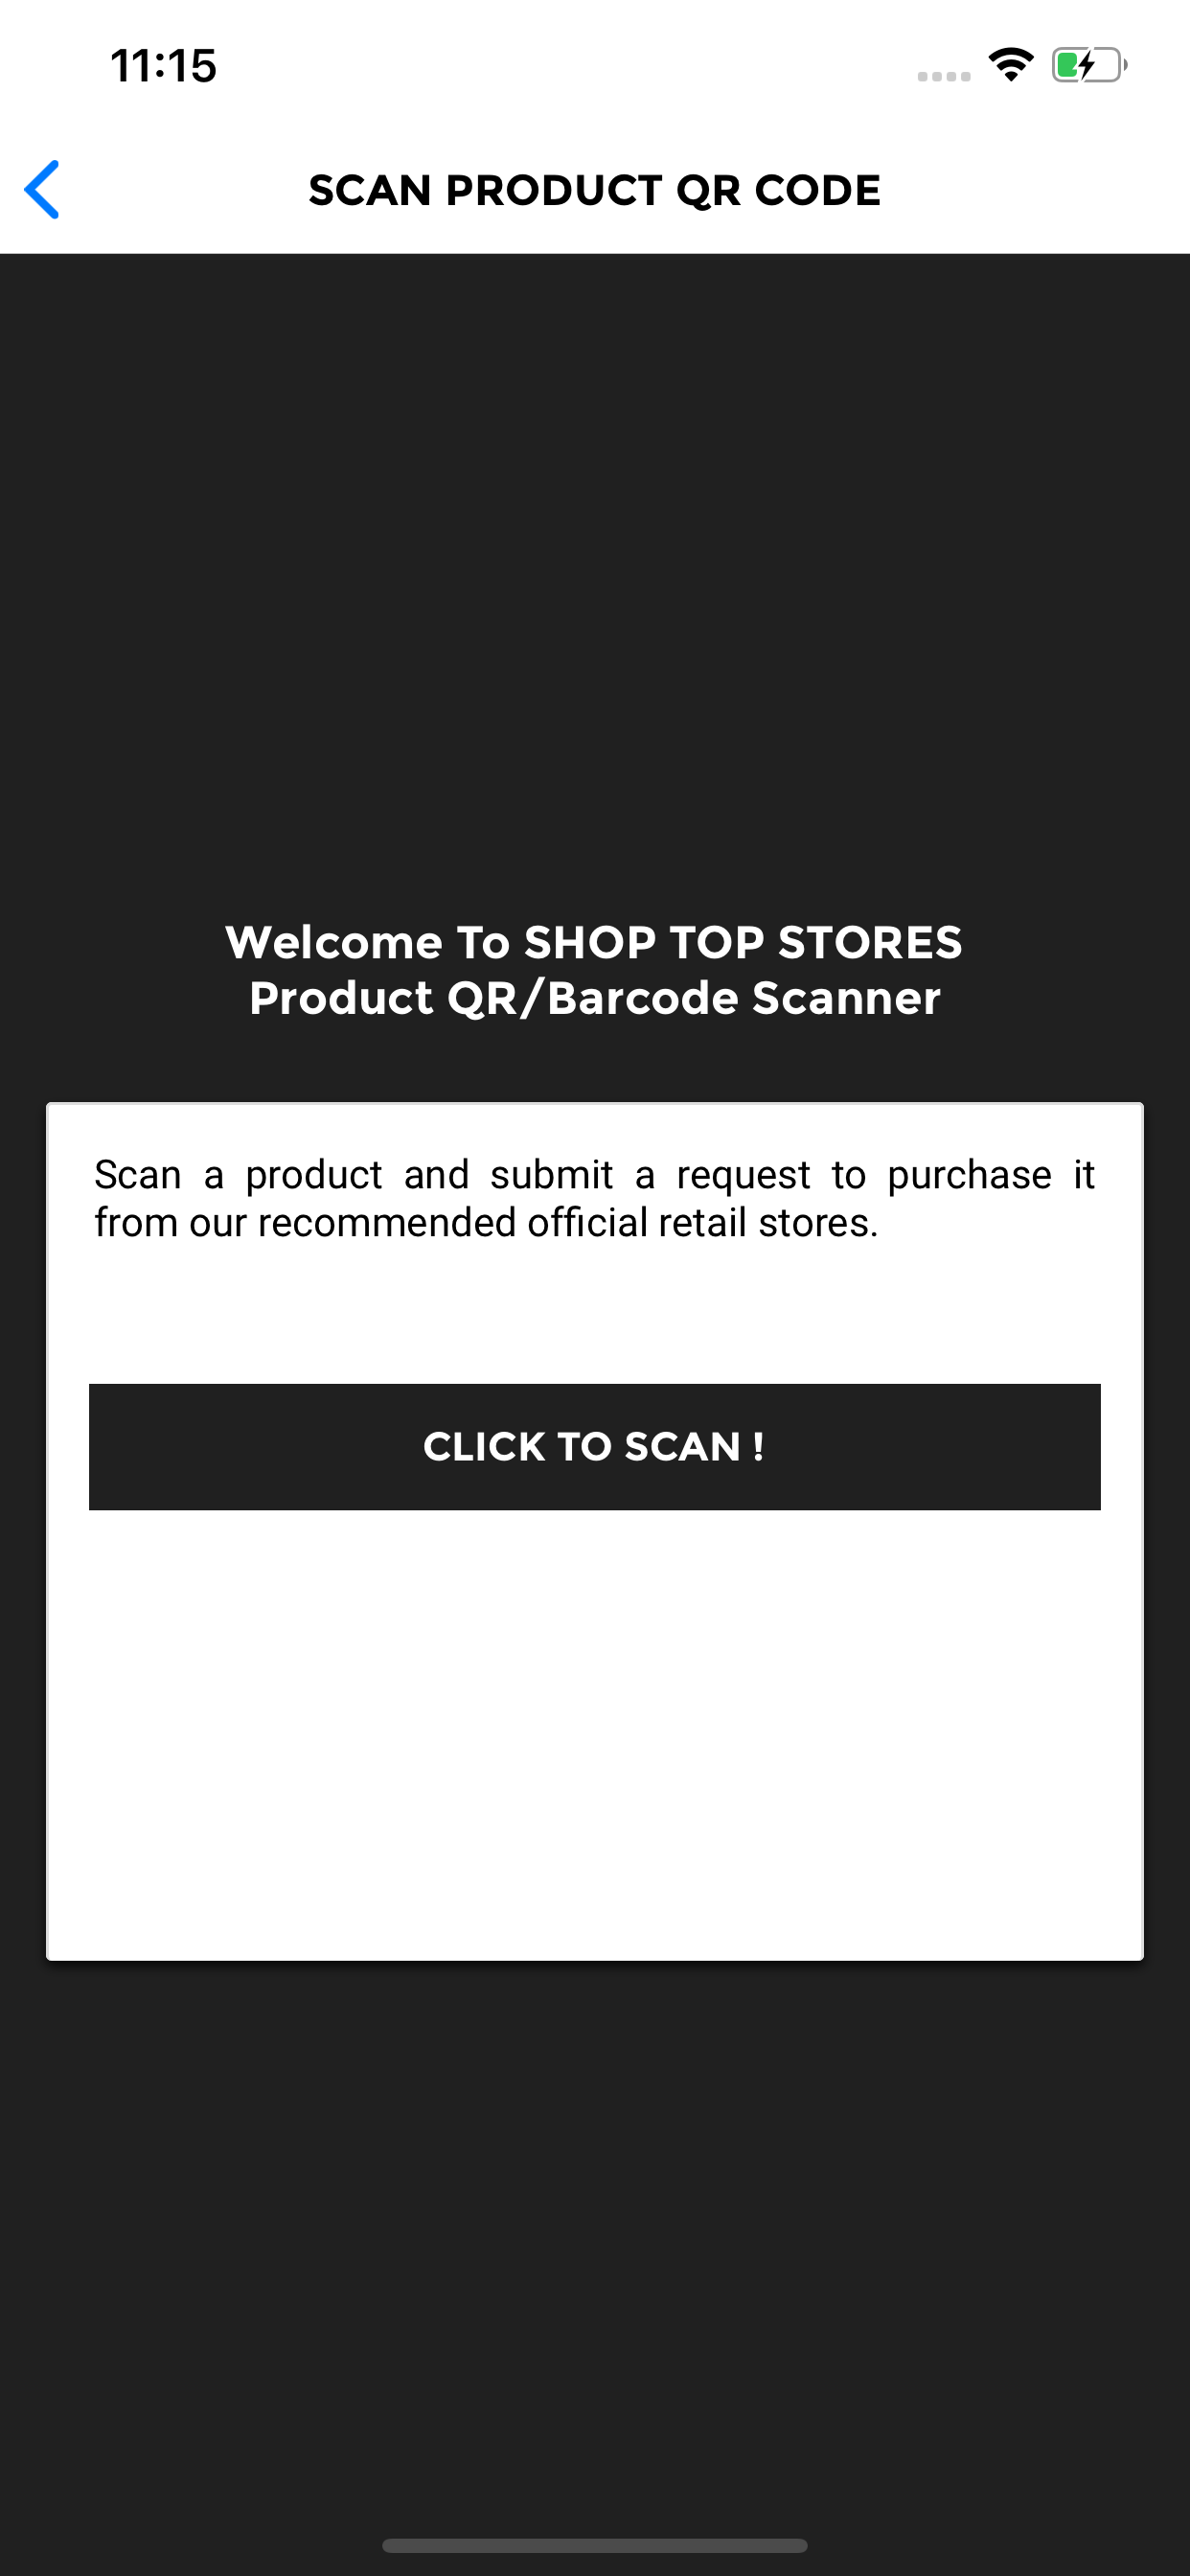 11:15
SCAN PRODUCT QR CODE
Welcome To SHOP TOP STORES
Product QR/Barcode Scanner
Scan a product and submit a request to purchase it
from our recommended official retail stores.
CLICK TO SCAN !